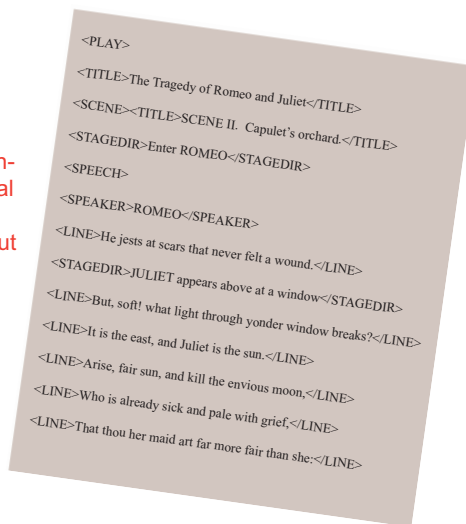 n-
al
ut
<PLAY>
<TITLE>The Tragedy of Romeo and Juliet</TITLE>
<SCENE><TITLE>SCENE II.  Capulet's orchard.</TITLE>
<STAGEDIR>Enter ROMEO</STAGEDIR>
<SPEECH>
<SPEAKER>ROMEO</SPEAKER>
<LINE>He jests at scars that never felt a wound.</LINE>
<STAGEDIR>JULIET appears above at a window</STAGEDIR>
<LINE>But, soft! what light through yonder window breaks?</LINE>
<LINE>It is the east, and Juliet is the sun.</LINE>
<LINE>Arise, fair sun, and kill the envious moon,</LINE>
<LINE>Who is already sick and pale with grief,</LINE>
<LINE>That thou her maid art far more fair than she:</LINE>